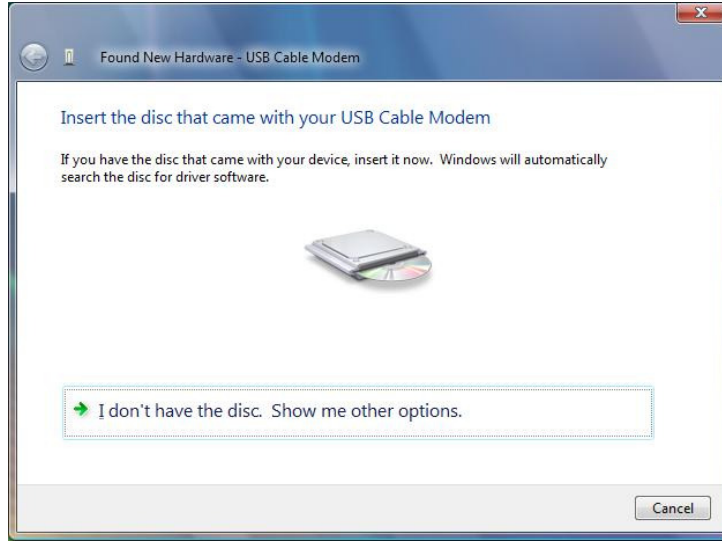 Found New Hardware - USB Cable Modem
Insert the disc that came with your USB Cable Modem
If you have the disc that came with your device, insert it now.  Windows will automatically
search the disc for driver software.
I don't have the disc.  Show me other options.
Cancel